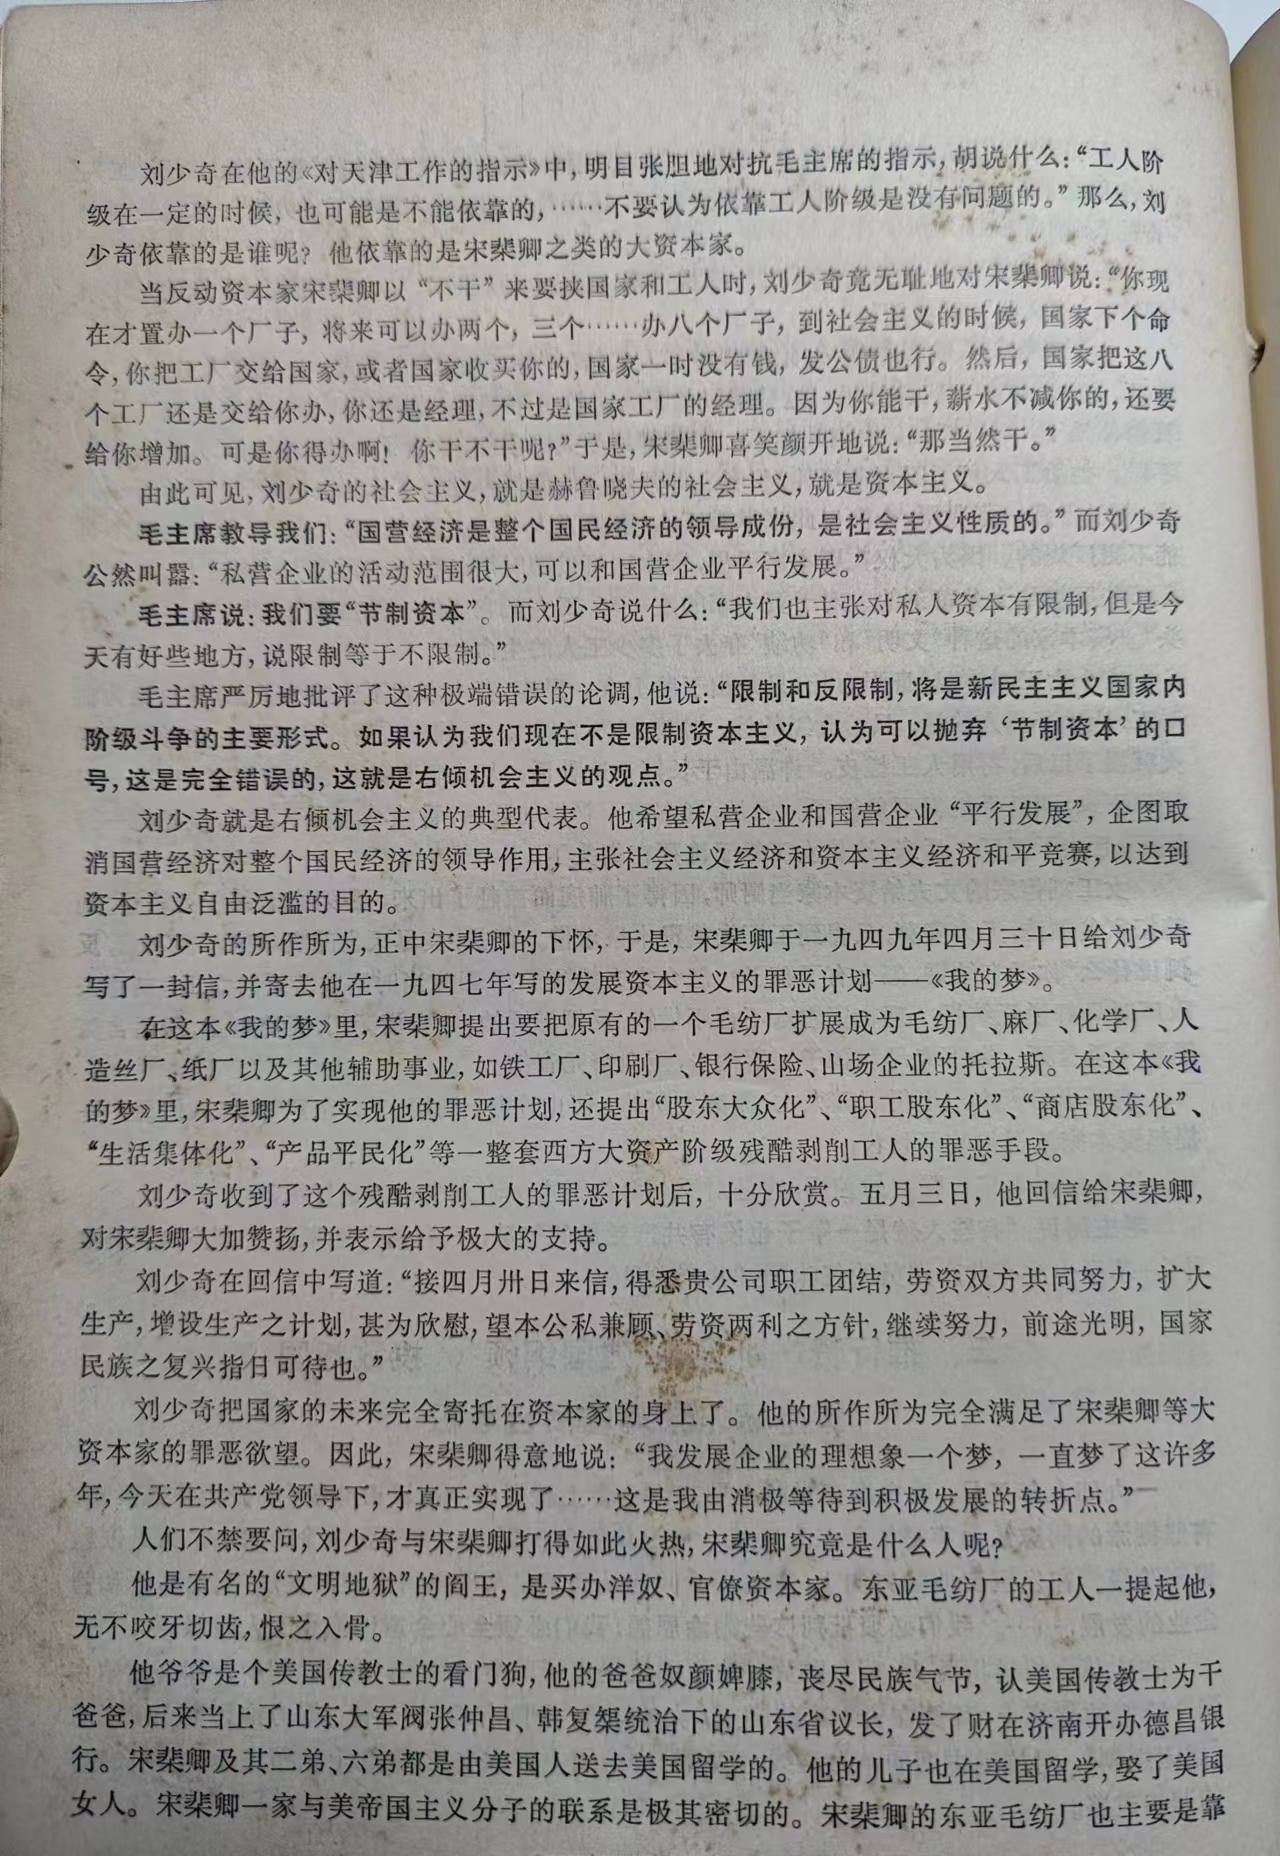 刘少奇在他的《对天津工作的指示》中，明目张胆地对抗毛主席的指示，胡说什么：“工人阶
级在一定的时候，也可能是不能依靠的，……不要认为依靠工人阶级是没有问题的。”那么，刘
少奇依靠的是谁呢？他依靠的是宋棐卿之类的大资本家。
当反动资本家宋棐卿以“不干”来要挟国家和工人时，刘少奇竟无耻地对宋棐卿说：“你现
在才置办一个厂子，将来可以办两个，三个……办八个厂子，到社会主义的时候，国家下个命
令，你把工厂交给国家，或者国家收买你的，国家一时没有钱，发公债也行。然后，国家把这八
个工厂还是交给你办，你还是经理，不过是国家工厂的经理。因为你能干，薪水不减你的，还要
给你增加。可是你得办啊！你干不干呢？”于是，宋棐卿喜笑颜开地说：“那当然干。”
由此可见，刘少奇的社会主义，就是赫鲁晓夫的社会主义，就是资本主义。
毛主席教导我们：“国营经济是整个国民经济的领导成份，是社会主义性质的。”而刘少奇
公然叫嚣：“私营企业的活动范围很大，可以和国营企业平行发展。”
毛主席说：我们要“节制资本”。而刘少奇说什么：“我们也主张对私人资本有限制，但是今
天有好些地方，说限制等于不限制。”
毛主席严厉地批评了这种极端错误的论调，他说：“限制和反限制，将是新民主主义国家内
阶级斗争的主要形式。如果认为我们现在不是限制资本主义，认为可以抛弃‘节制资本’的口
号，这是完全错误的，这就是右倾机会主义的观点。”
刘少奇就是右倾机会主义的典型代表。他希望私营企业和国营企业“平行发展”，企图取
消国营经济对整个国民经济的领导作用，主张社会主义经济和资本主义经济和平竞赛，以达到
资本主义自由泛滥的目的。
刘少奇的所作所为，正中宋棐卿的下怀，于是，宋棐卿于一九四九年四月三十日给刘少奇
写了一封信，并寄去他在一九四七年写的发展资本主义的罪恶计划——《我的梦》。
在这本《我的梦》里，宋棐卿提出要把原有的一个毛纺厂扩展成为毛纺厂、麻厂、化学厂、人
造丝厂、纸厂以及其他辅助事业，如铁工厂、印刷厂、银行保险、山场企业的托拉斯。在这本《我
的梦》里，宋棐卿为了实现他的罪恶计划，还提出“股东大众化”、“职工股东化”、“商店股东化”、
“生活集体化”、“产品平民化”等一整套西方大资产阶级残酷剥削工人的罪恶手段。
刘少奇收到了这个残酷剥削工人的罪恶计划后，十分欣赏。五月三日，他回信给宋棐卿，
对宋棐卿大加赞扬，并表示给予极大的支持。
刘少奇在回信中写道：“接四月卅日来信，得悉贵公司职工团结，劳资双方共同努力，扩大
生产，增设生产之计划，甚为欣慰，望本公私兼顾、劳资两利之方针，继续努力，前途光明，国家
民族之复兴指日可待也。”
刘少奇把国家的未来完全寄托在资本家的身上了。他的所作所为完全满足了宋棐卿等大
资本家的罪恶欲望。因此，宋棐卿得意地说：“我发展企业的理想象一个梦，一直梦了这许多
年，今天在共产党领导下，才真正实现了……这是我由消极等待到积极发展的转折点。”
人们不禁要问，刘少奇与宋棐卿打得如此火热，宋棐卿究竟是什么人呢？
他是有名的“文明地狱”的阎王，是买办洋奴、官僚资本家。东亚毛纺厂的工人一提起他，
无不咬牙切齿，恨之入骨。
他爷爷是个美国传教士的看门狗，他的爸爸奴颜婢膝，丧尽民族气节，认美国传教士为干
爸爸，后来当上了山东大军阀张仲昌、韩复榘统治下的山东省议长，发了财在济南开办德昌银
行。宋棐卿及其二弟、六弟都是由美国人送去美国留学的。他的儿子也在美国留学，娶了美国
女人。宋棐卿一家与美帝国主义分子的联系是极其密切的。宋棐卿的东亚毛纺厂也主要是靠